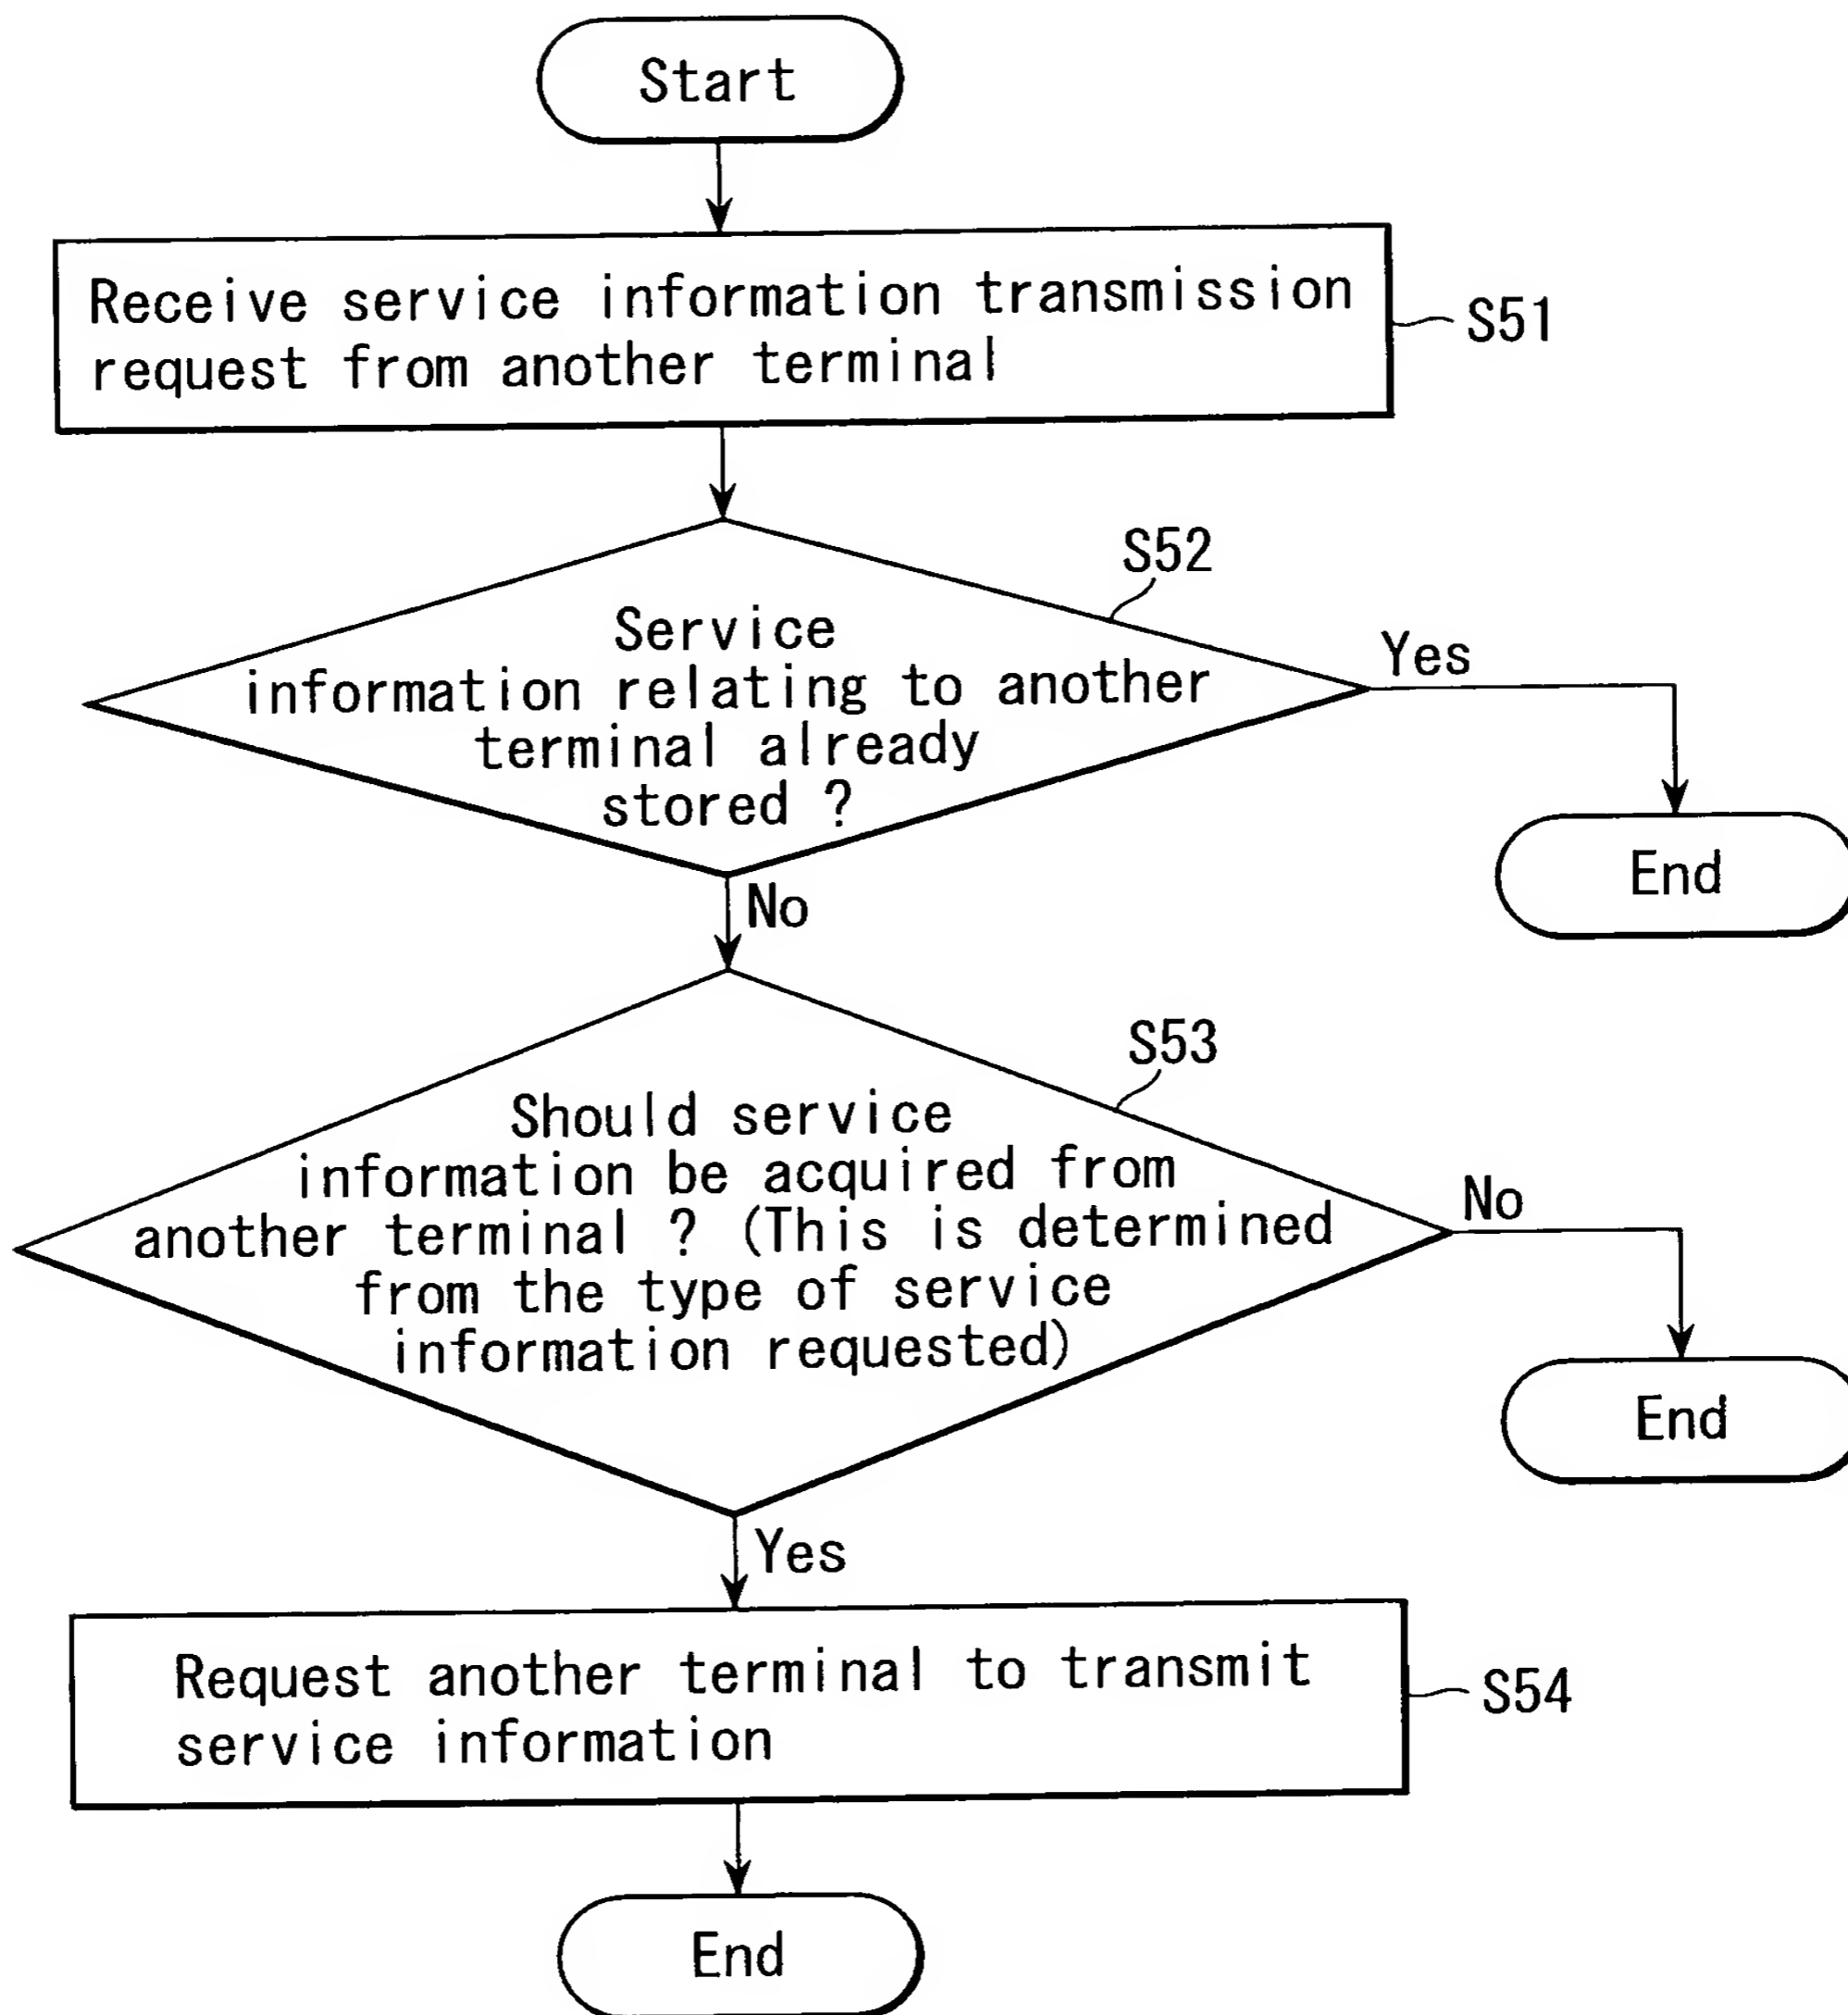 Start
Receive service information transmission
request from another terminal
S51
S52
Service
information relating to another
terminal already
stored ?
Yes
End
No
S53
Should service
information be acquired from
another terminal ? (This is determined
from the type of service
information requested)
No
End
Yes
Request another terminal to transmit
service information
S54
End